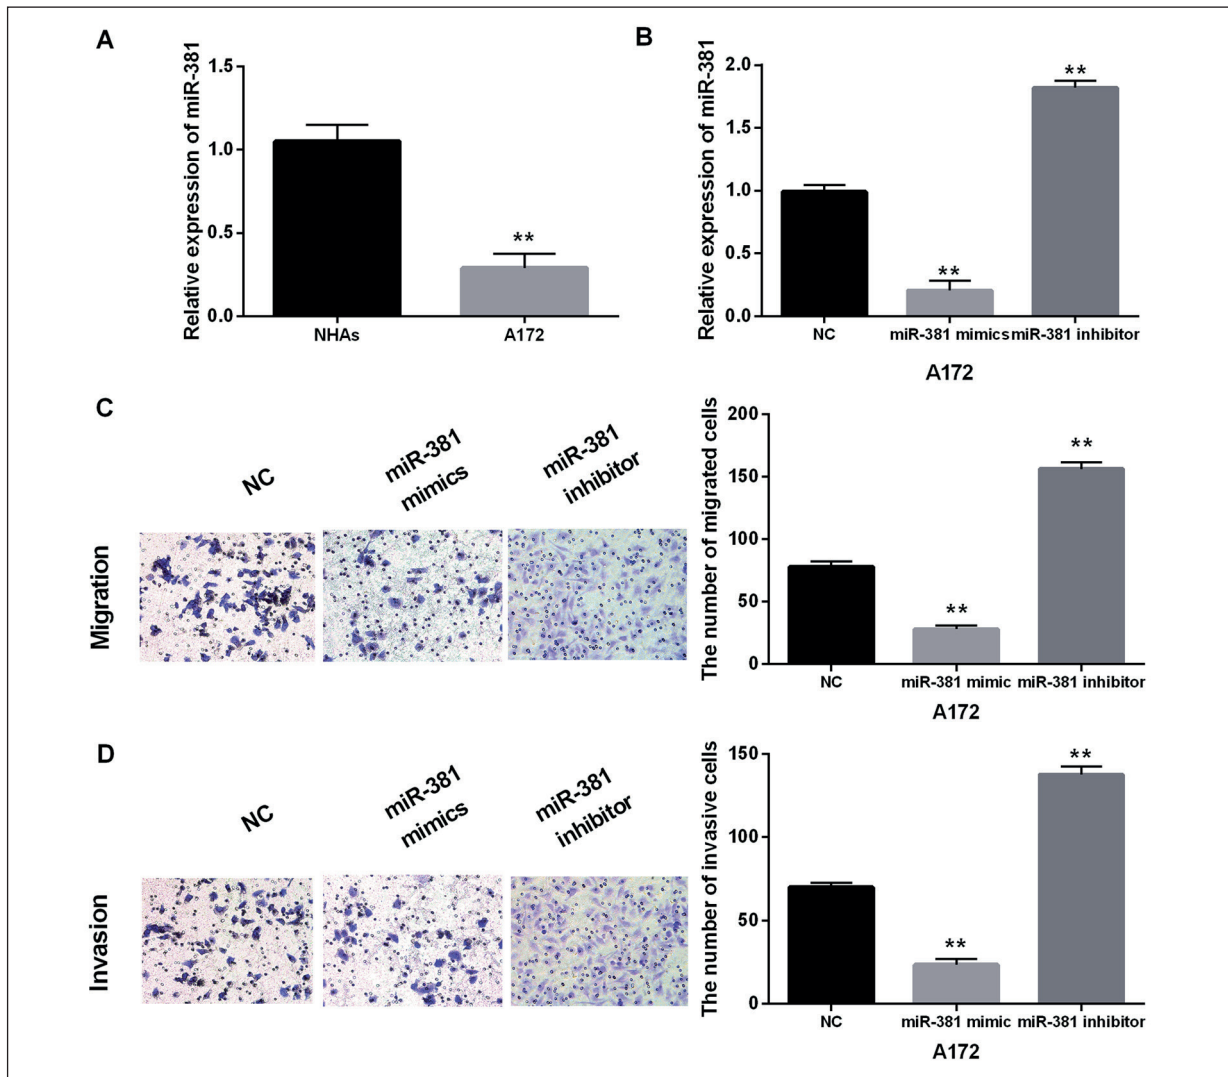 A
Relative expression of miR-381
1.5
1.0
0.5
0.0
**
NHAs
A172
B
Relative expression of miR-381
2.0
1.5
1.0
0.5
0.0
**
**
NC
miR-381 mimics
miR-381 inhibitor
A172
C
NC
miR-381
mimics
miR-381
inhibitor
Migration
The number of migrated cells
200
150
100
50
0
**
**
NC
miR-381 mimic
miR-381 inhibitor
A172
D
NC
miR-381
mimics
miR-381
inhibitor
Invasion
The number of invasive cells
150
100
50
0
**
**
NC
miR-381 mimic
miR-381 inhibitor
A172